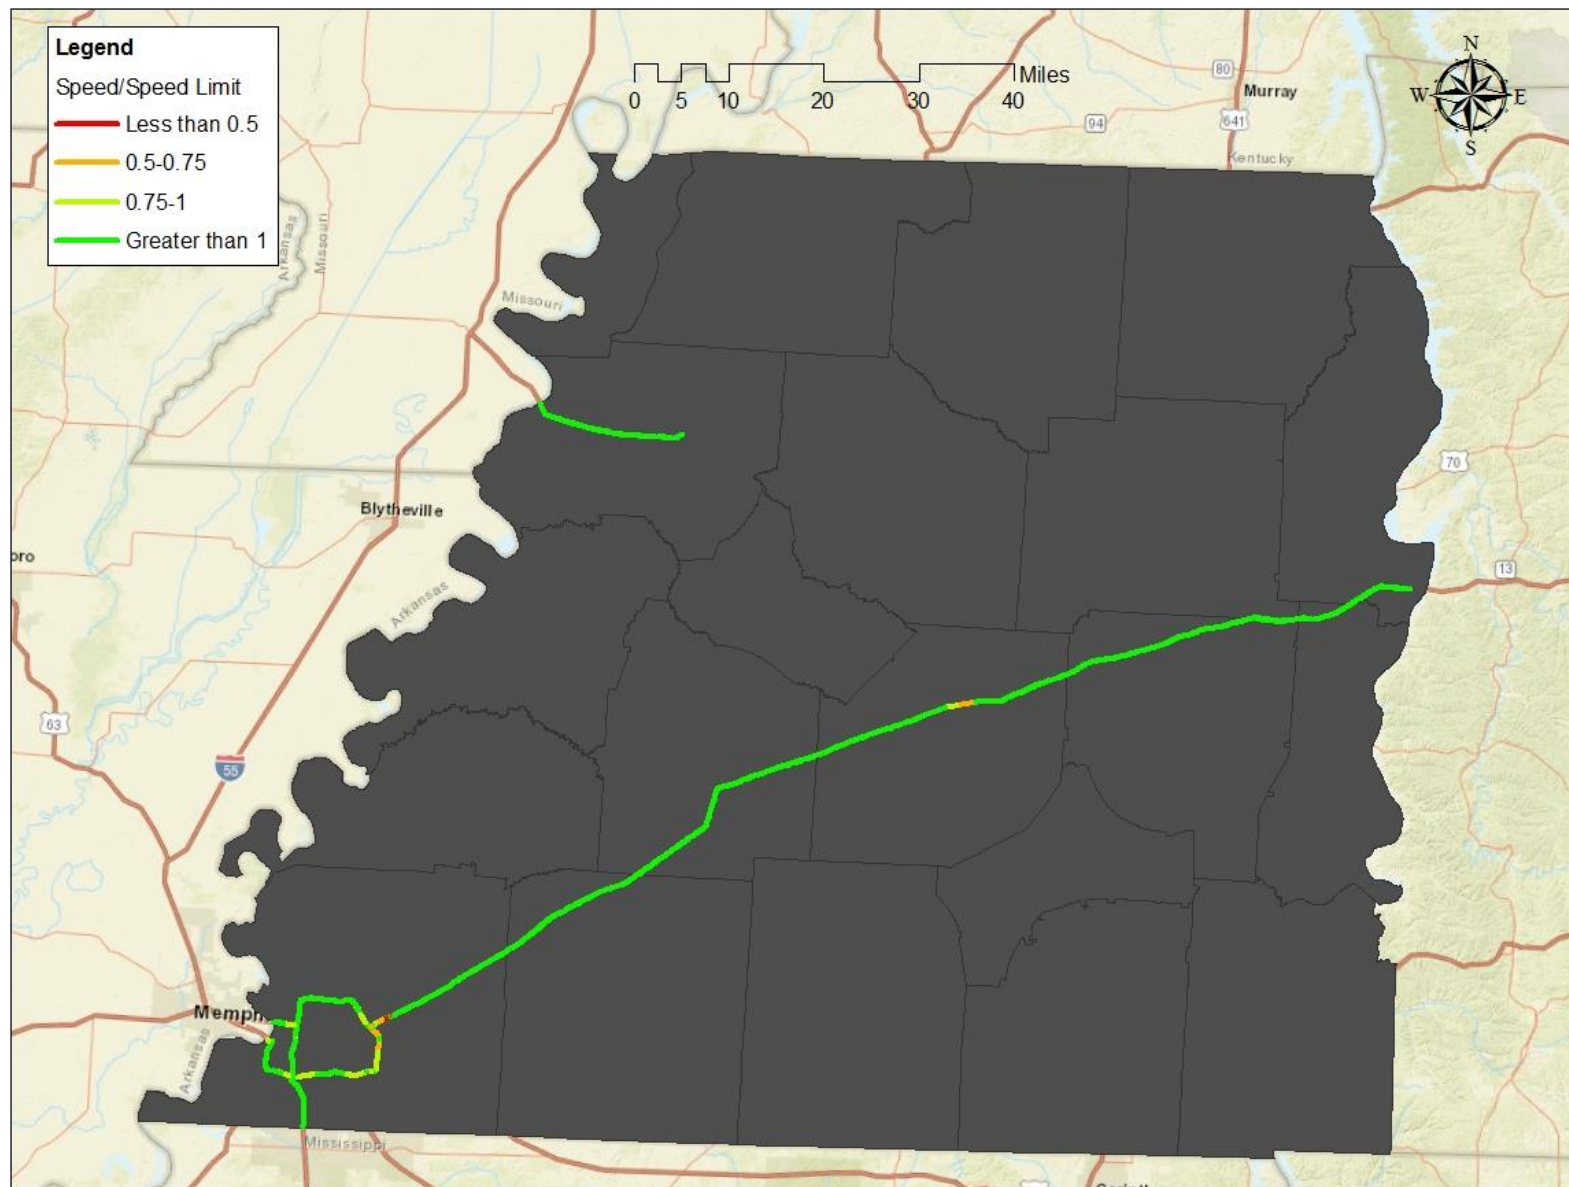 Legend
Speed/Speed Limit
Less than 0.5
0.5-0.75
0.75-1
Greater than 1
Miles
0 5 10 20 30 40
N
W E
S
80
Murray
94
641
Kentucky
Arkansas
Missouri
Missouri
70
Blytheville
oro
13
Arkansas
63
55
Memph
Arkansas
Mississippi